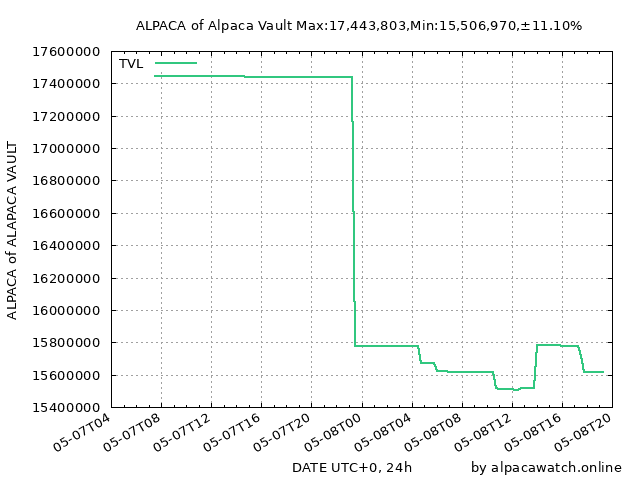 ALPACA of Alpaca Vault Max:17,443,803,Min:15,506,970,±11.10%
TVL
ALPACA of ALAPACA VAULT
17600000
17400000
17200000
17000000
16800000
16600000
16400000
16200000
16000000
15800000
15600000
15400000
05-07T04
05-07T08
05-07T12
05-07T16
05-07T20
05-08T00
05-08T04
05-08T08
05-08T12
05-08T16
05-08T20
DATE UTC+0, 24h
by alpacawatch.online